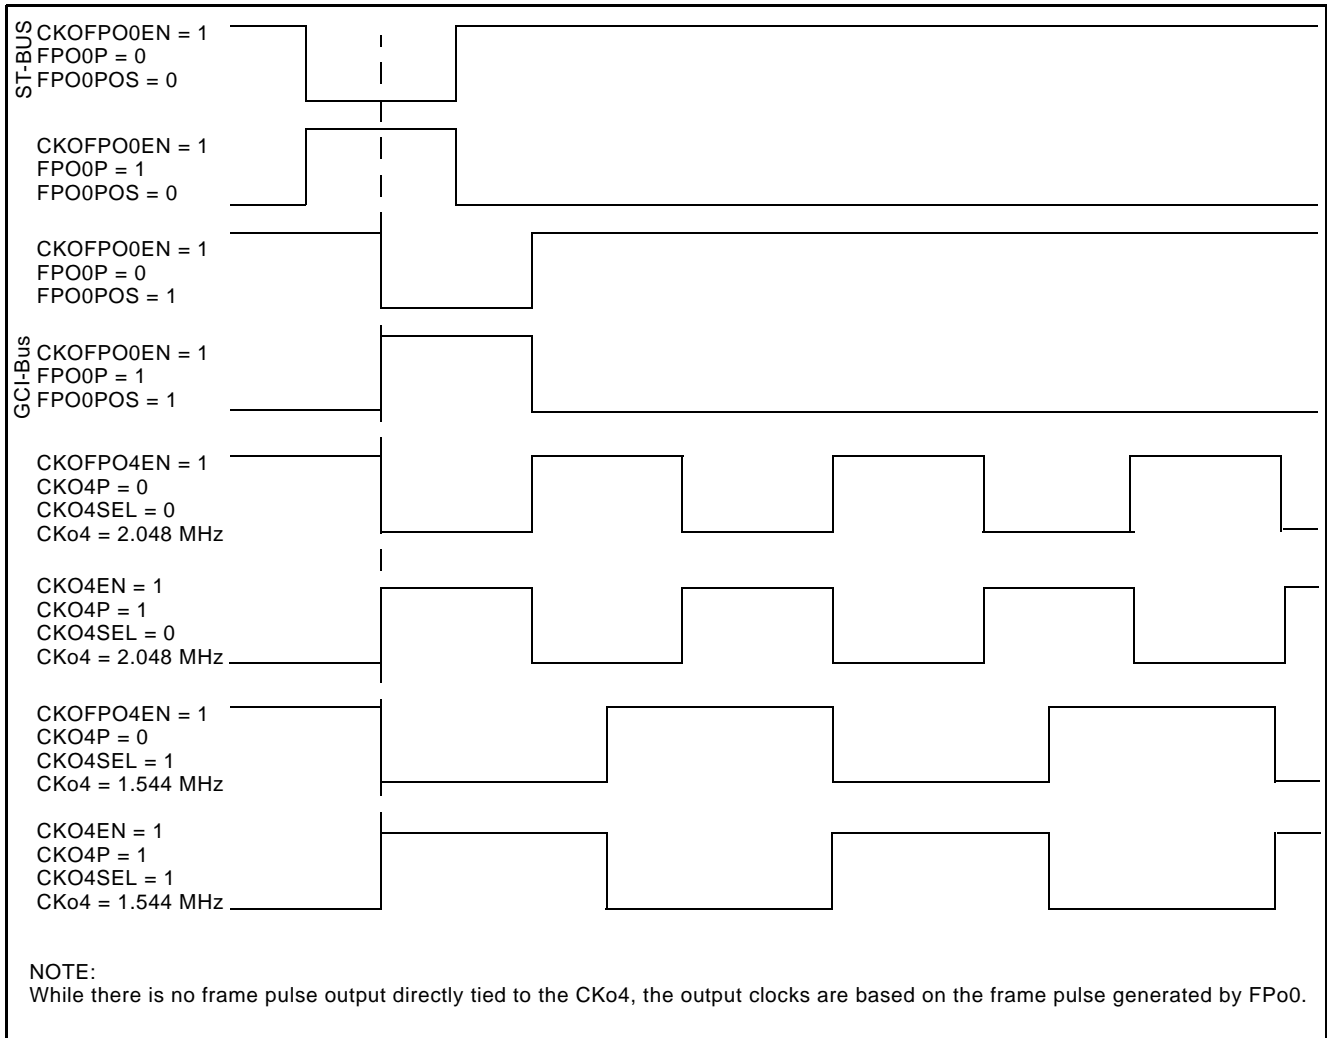 ST-BUS
CKOFPO0EN = 1
FPO0P = 0
FPO0POS = 0
CKOFPO0EN = 1
FPO0P = 1
FPO0POS = 0
CKOFPO0EN = 1
FPO0P = 0
FPO0POS = 1
GCI-Bus
CKOFPO0EN = 1
FPO0P = 1
FPO0POS = 1
CKOFPO4EN = 1
CKO4P = 0
CKO4SEL = 0
CKo4 = 2.048 MHz
CKO4EN = 1
CKO4P = 1
CKO4SEL = 0
CKo4 = 2.048 MHz
CKOFPO4EN = 1
CKO4P = 0
CKO4SEL = 1
CKo4 = 1.544 MHz
CKO4EN = 1
CKO4P = 1
CKO4SEL = 1
CKo4 = 1.544 MHz
NOTE:
While there is no frame pulse output directly tied to the CKo4, the output clocks are based on the frame pulse generated by FPo0.